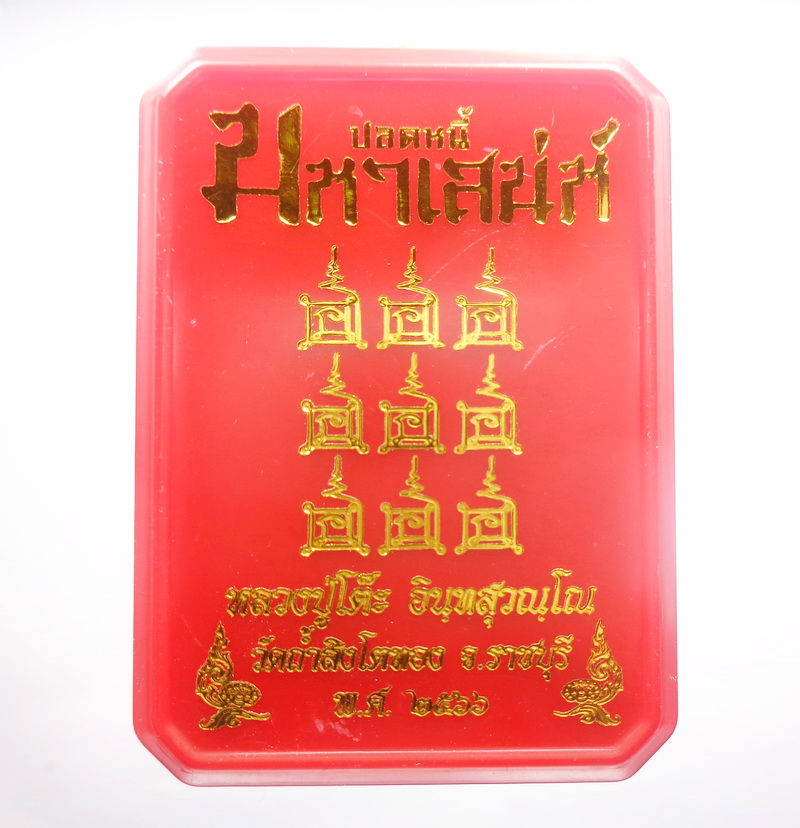 ปลดหนี้
มหาเสน่ห์
หลวงปู่โต๊ะ อินฺทสุวณฺโณ
วัดถ้ำสิงโตทอง จ.ราชบุรี
พ.ศ. ๒๕๖๖